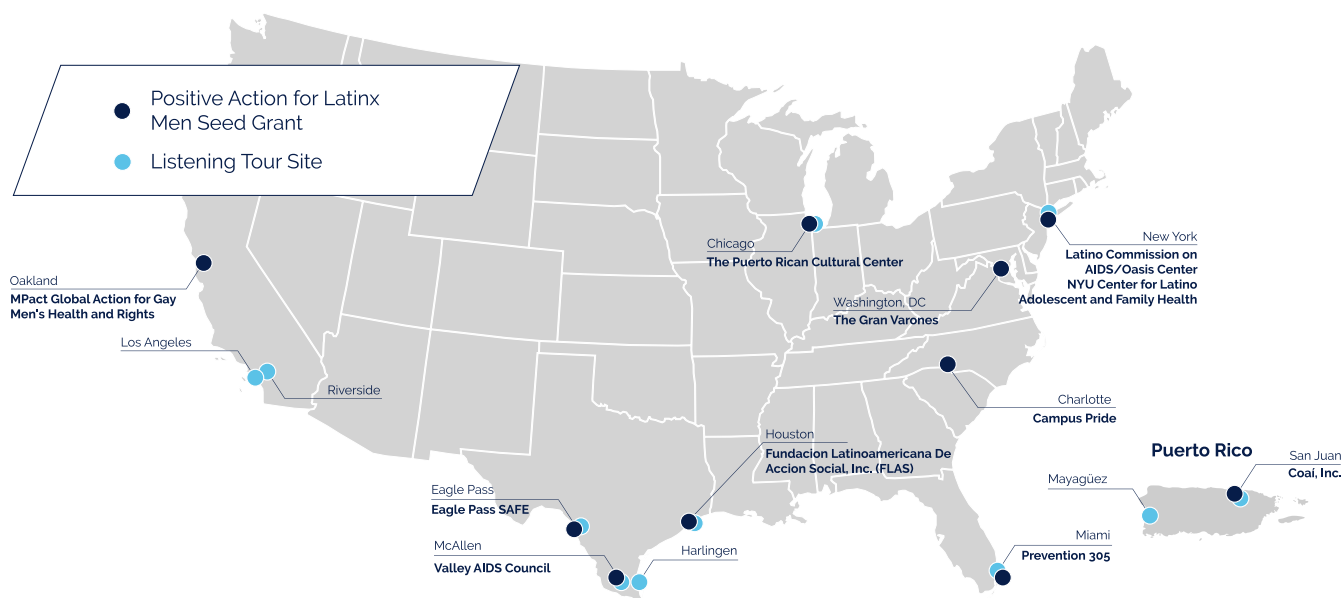 Positive Action for Latinx
Men Seed Grant
Listening Tour Site
Oakland
MPact Global Action for Gay
Men's Health and Rights
Los Angeles
Riverside
Chicago
The Puerto Rican Cultural Center
Washington, DC
The Gran Varones
New York
Latino Commission on
AIDS/Oasis Center
NYU Center for Latino
Adolescent and Family Health
Charlotte
Campus Pride
Houston
Fundacion Latinoamericana De
Accion Social, Inc. (FLAS)
Eagle Pass
Eagle Pass SAFE
McAllen
Valley AIDS Council
Harlingen
Miami
Prevention 305
Puerto Rico
Mayagüez
San Juan
Coaí, Inc.